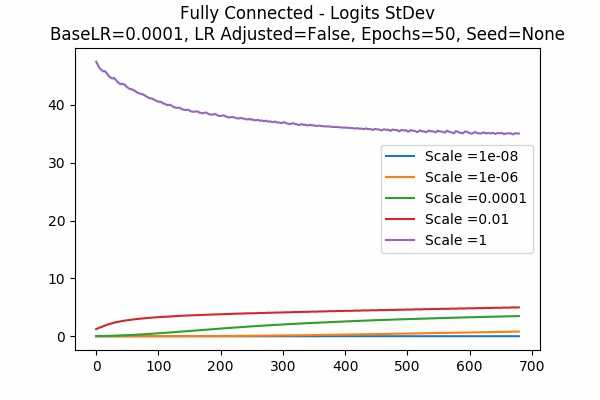 Fully Connected - Logits StDev
BaseLR=0.0001, LR Adjusted=False, Epochs=50, Seed=None
40
30
20
10
0
Scale =1e-08
Scale =1e-06
Scale =0.0001
Scale =0.01
Scale =1
0 100 200 300 400 500 600 700